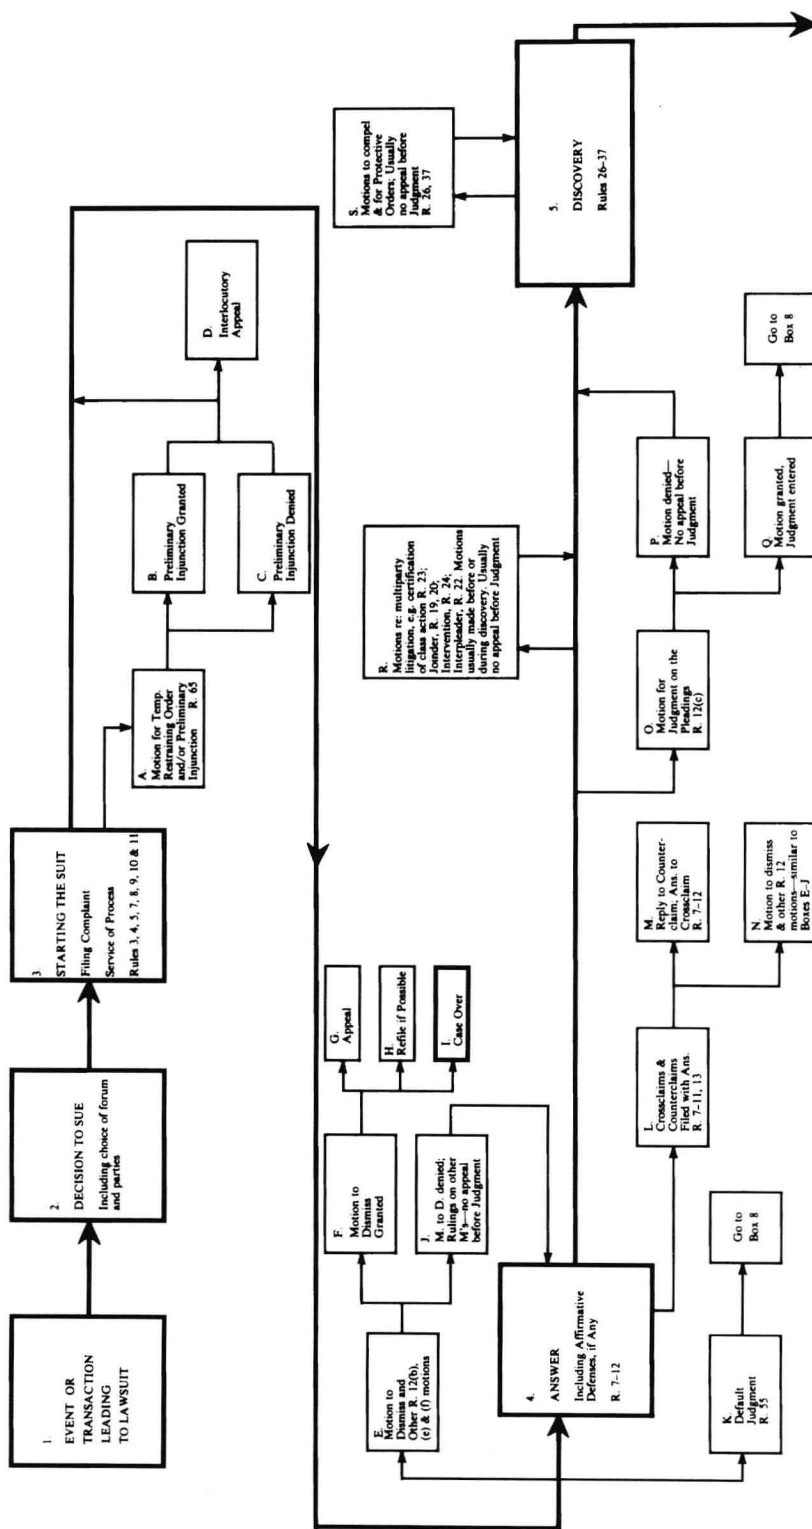 1.
EVENT OR
TRANSACTION
LEADING
TO LAWSUIT
2.
DECISION TO SUE
Including choice of forum
and parties
3.
STARTING THE SUIT
Filing Complaint
Service of Process
Rules 3, 4, 5, 7, 8, 9, 10 & 11
A.
Motion for Temp.
Restraining Order
and/or Preliminary
Injunction R. 65
B.
Preliminary
Injunction Granted
C.
Preliminary
Injunction Denied
D.
Interlocutory
Appeal
E.
Motion to
Dismiss and
Other R. 12(b),
(e) & (f) motions
F.
Motion to
Dismiss
Granted
G.
Appeal
H.
Refile if Possible
I.
Case Over
J.
M. to D. denied;
Rulings on other
M's—no appeal
before Judgment
4.
ANSWER
Including Affirmative
Defenses, if Any
R. 7-12
K.
Default
Judgment
R. 55
Go to
Box 8
L.
Crossclaims &
Counterclaims
Filed with Ans.
R. 7-11, 13
M.
Reply to Counter-
claim; Ans. to
Crossclaim
R. 7-12
N.
Motion to dismiss
& other R. 12
motions—similar to
Boxes E-J
R.
Motions re: multiparty
litigation, e.g. certification
of class action R. 23;
Joinder, R. 19, 20;
Intervention, R. 24;
Interpleader, R. 22. Motions
usually made before or
during discovery. Usually
no appeal before Judgment
O.
Motion for
Judgment on the
Pleadings
R. 12(c)
P.
Motion denied—
No appeal before
Judgment
Q.
Motion granted,
Judgment entered
Go to
Box 8
S.
Motions to compel
& for Protective
Orders; Usually
no appeal before
Judgment
R. 26, 37
5.
DISCOVERY
Rules 26-37